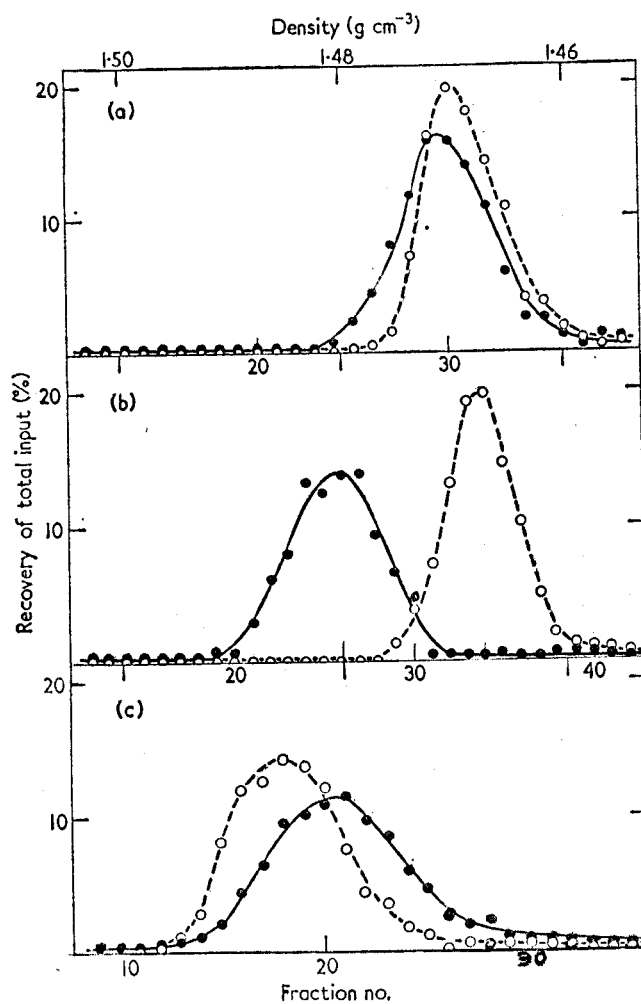 Density (g cm⁻³)
1·50 1·48 1·46
20
(a)
10
20 30
20
(b)
10
Recovery of total input (%)
20 30 40
20
(c)
10
10 20 30
Fraction no.